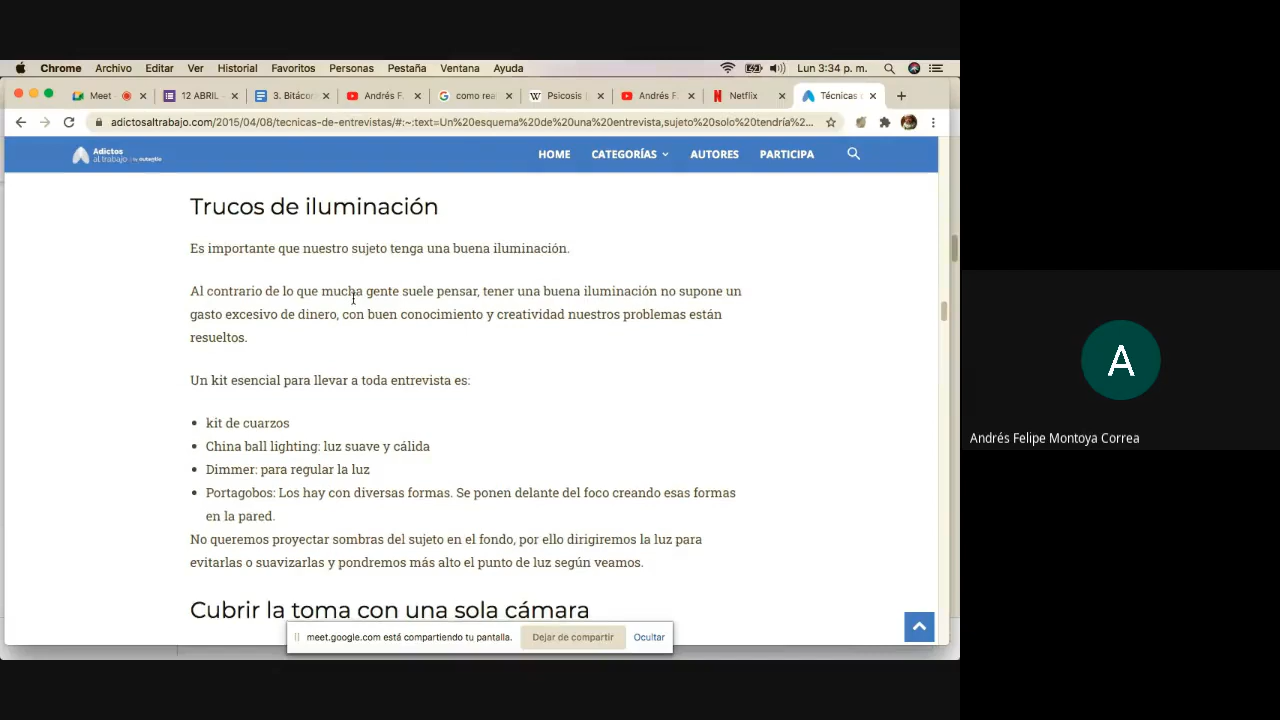 Chrome Archivo Editar Ver Historial Favoritos Personas Pestaña Ventana Ayuda Lun 3:34 p. m.
Meet 12 ABRIL - 3. Bitácor Andrés F. como rea Psicosis Andrés F. Netflix Técnicas
adictosaltrabajo.com/2015/04/08/tecnicas-de-entrevistas/#:~:text=Un%20esquema%20de%20una%20entrevista,sujeto%20solo%20tendría%2...
Adictos
al trabajo
HOME CATEGORÍAS AUTORES PARTICIPA
Trucos de iluminación
Es importante que nuestro sujeto tenga una buena iluminación.
Al contrario de lo que mucha gente suele pensar, tener una buena iluminación no supone un
gasto excesivo de dinero, con buen conocimiento y creatividad nuestros problemas están
resueltos.
Un kit esencial para llevar a toda entrevista es:
kit de cuarzos
China ball lighting: luz suave y cálida
Dimmer: para regular la luz
Portagobos: Los hay con diversas formas. Se ponen delante del foco creando esas formas
en la pared.
No queremos proyectar sombras del sujeto en el fondo, por ello dirigiremos la luz para
evitarlas o suavizarlas y pondremos más alto el punto de luz según veamos.
Cubrir la toma con una sola cámara
meet.google.com está compartiendo tu pantalla. Dejar de compartir Ocultar
A
Andrés Felipe Montoya Correa